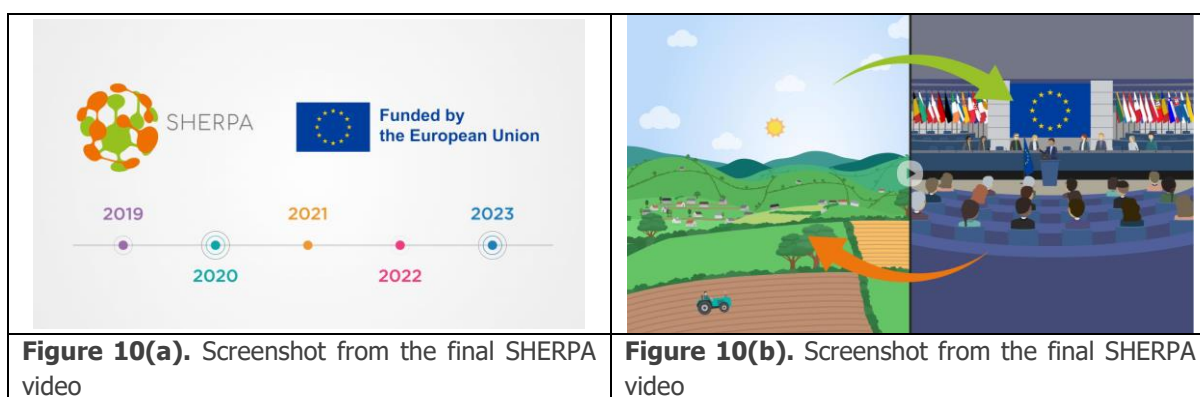 SHERPA
Funded by
the European Union
2019
2021
2023
2020
2022
Figure 10(a). Screenshot from the final SHERPA
video
Figure 10(b). Screenshot from the final SHERPA
video